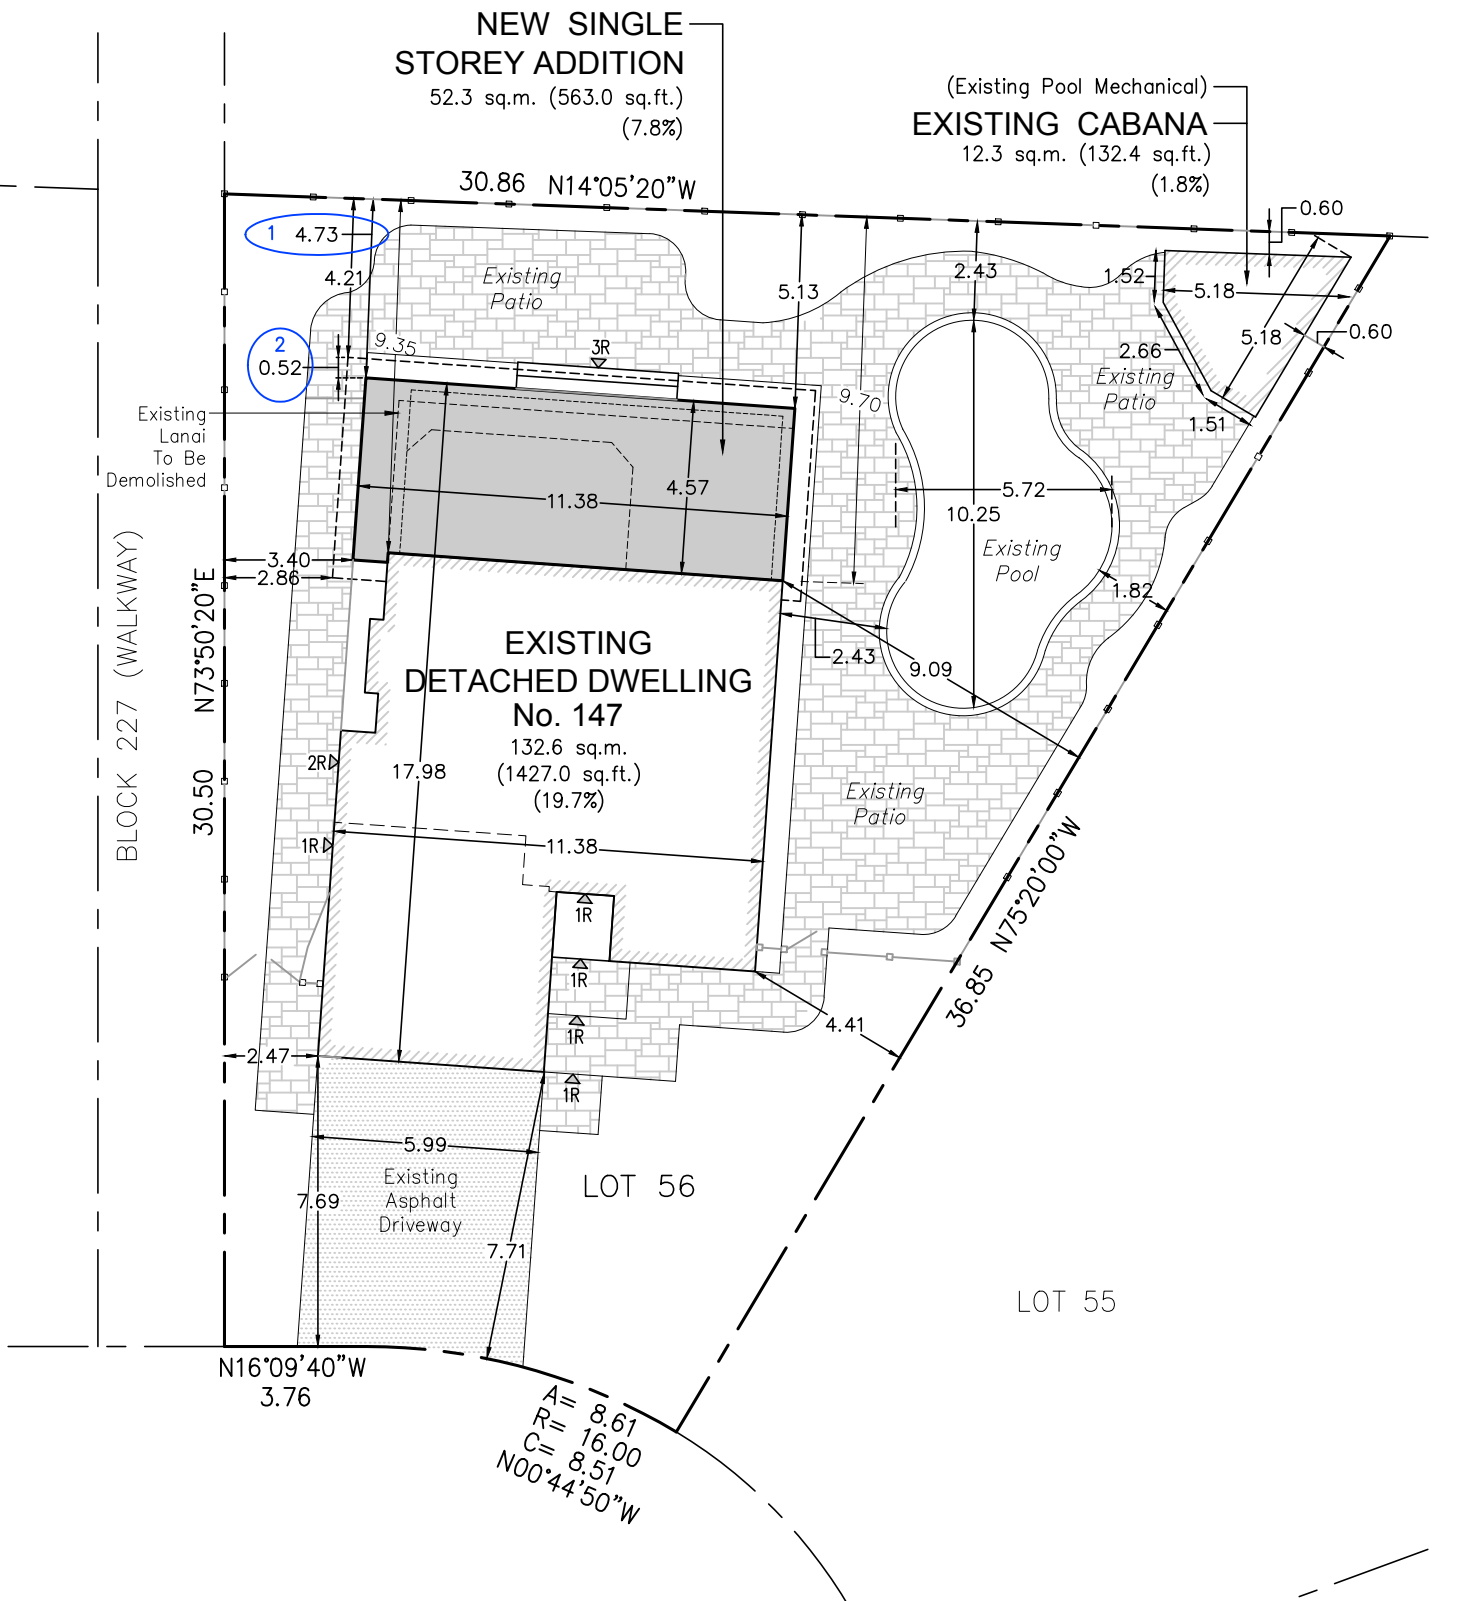 NEW SINGLE
STOREY ADDITION
52.3 sq.m. (563.0 sq.ft.)
(7.8%)
(Existing Pool Mechanical)
EXISTING CABANA
12.3 sq.m. (132.4 sq.ft.)
(1.8%)
30.86 N14°05'20"W
0.60
1 4.73
4.21
Existing
Patio
5.13
2.43
1.52
5.18
5.18
0.60
2
0.52
9.35
3R
2.66
Existing
Patio
9.70
1.51
Existing
Lanai
To Be
Demolished
11.38
4.57
5.72
10.25
Existing
Pool
3.40
2.86
1.82
BLOCK 227 (WALKWAY)
30.50 N73°50'20"E
EXISTING
DETACHED DWELLING
No. 147
132.6 sq.m.
(1427.0 sq.ft.)
(19.7%)
2.43
9.09
17.98
2R
1R
11.38
Existing
Patio
36.85 N75°20'00"W
1R
1R
1R
1R
4.41
2.47
5.99
Existing
Asphalt
Driveway
7.69
7.71
LOT 56
LOT 55
N16°09'40"W
3.76
A= 8.61
R= 16.00
C= 8.51
N00°44'50"W